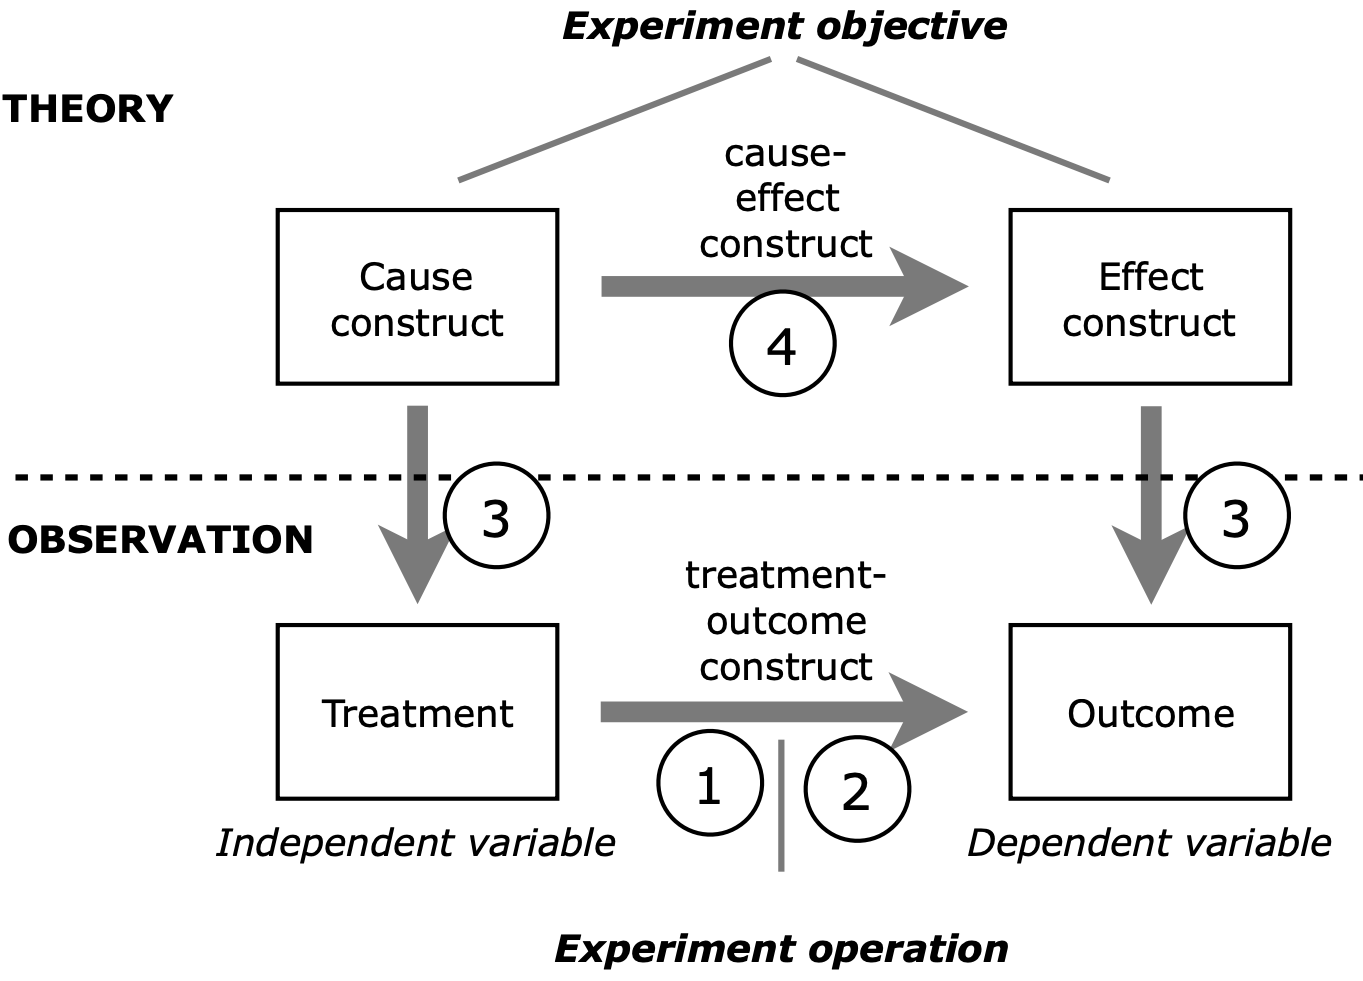 Experiment objective
THEORY
cause-
effect
construct
Cause
construct
Effect
construct
4
3
3
OBSERVATION
treatment-
outcome
construct
Treatment
Outcome
1
2
Independent variable
Dependent variable
Experiment operation